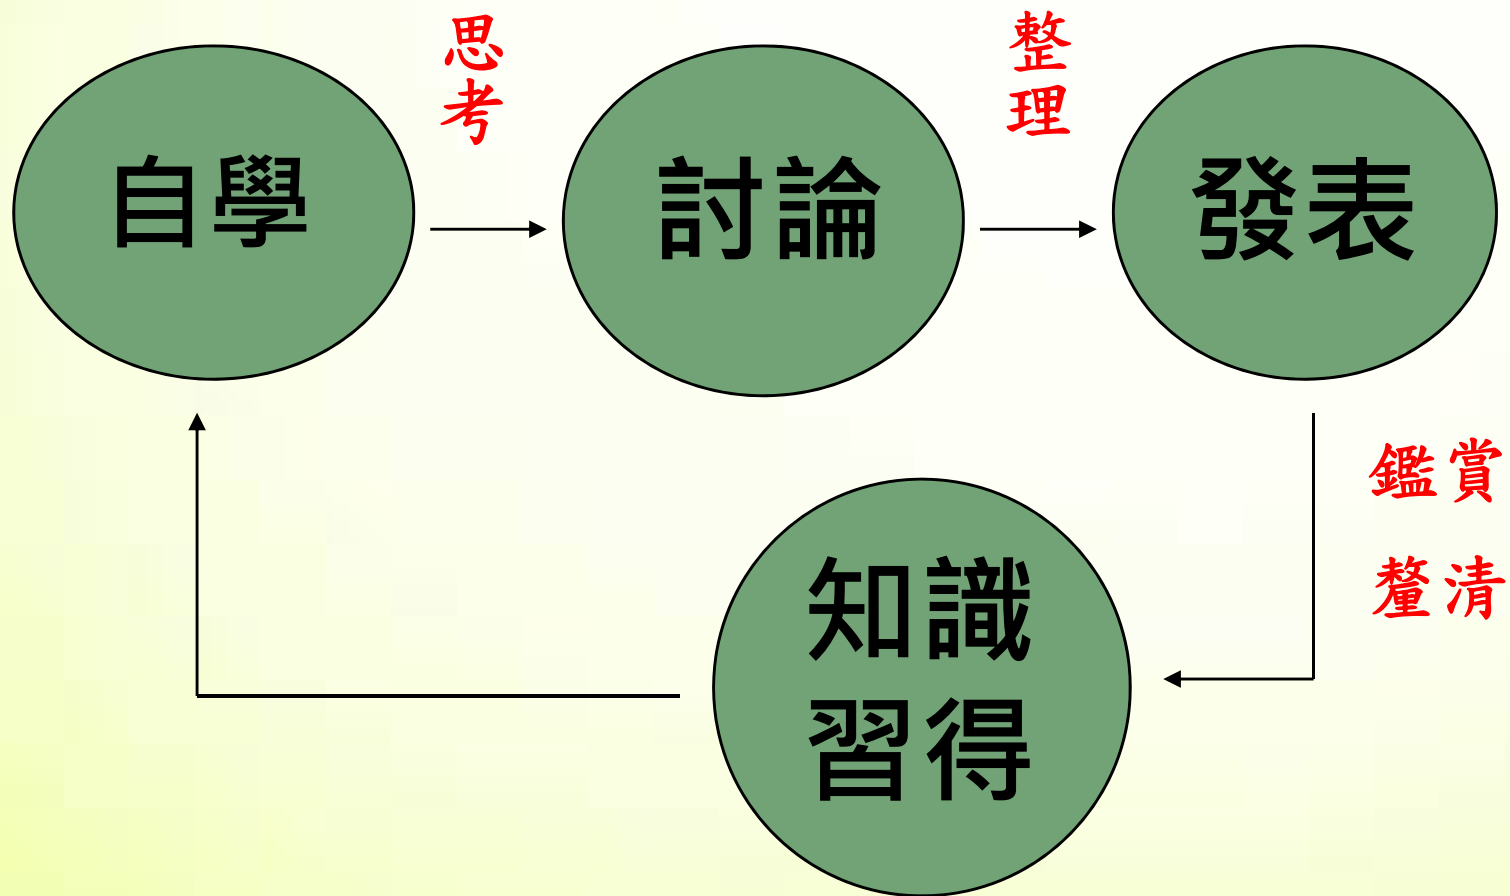 思考
整理
自學
討論
發表
鑑賞
釐清
知識
習得